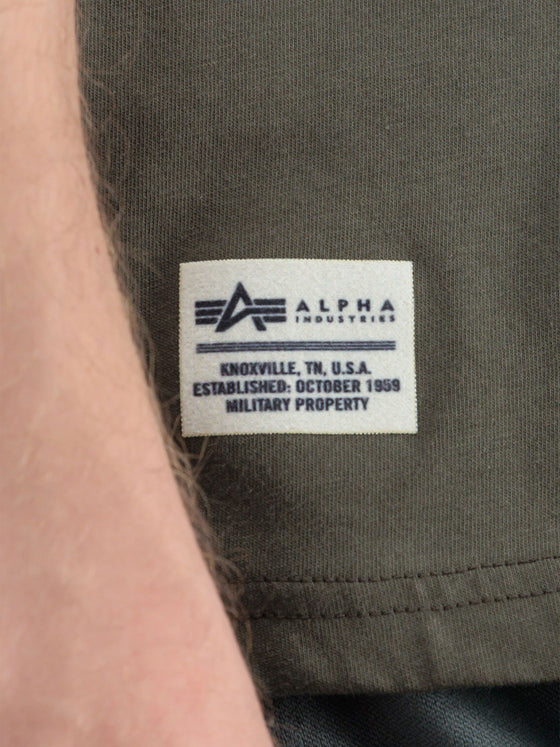 ALPHA
INDUSTRIES
KNOXVILLE, TN, U.S.A.
ESTABLISHED: OCTOBER 1959
MILITARY PROPERTY